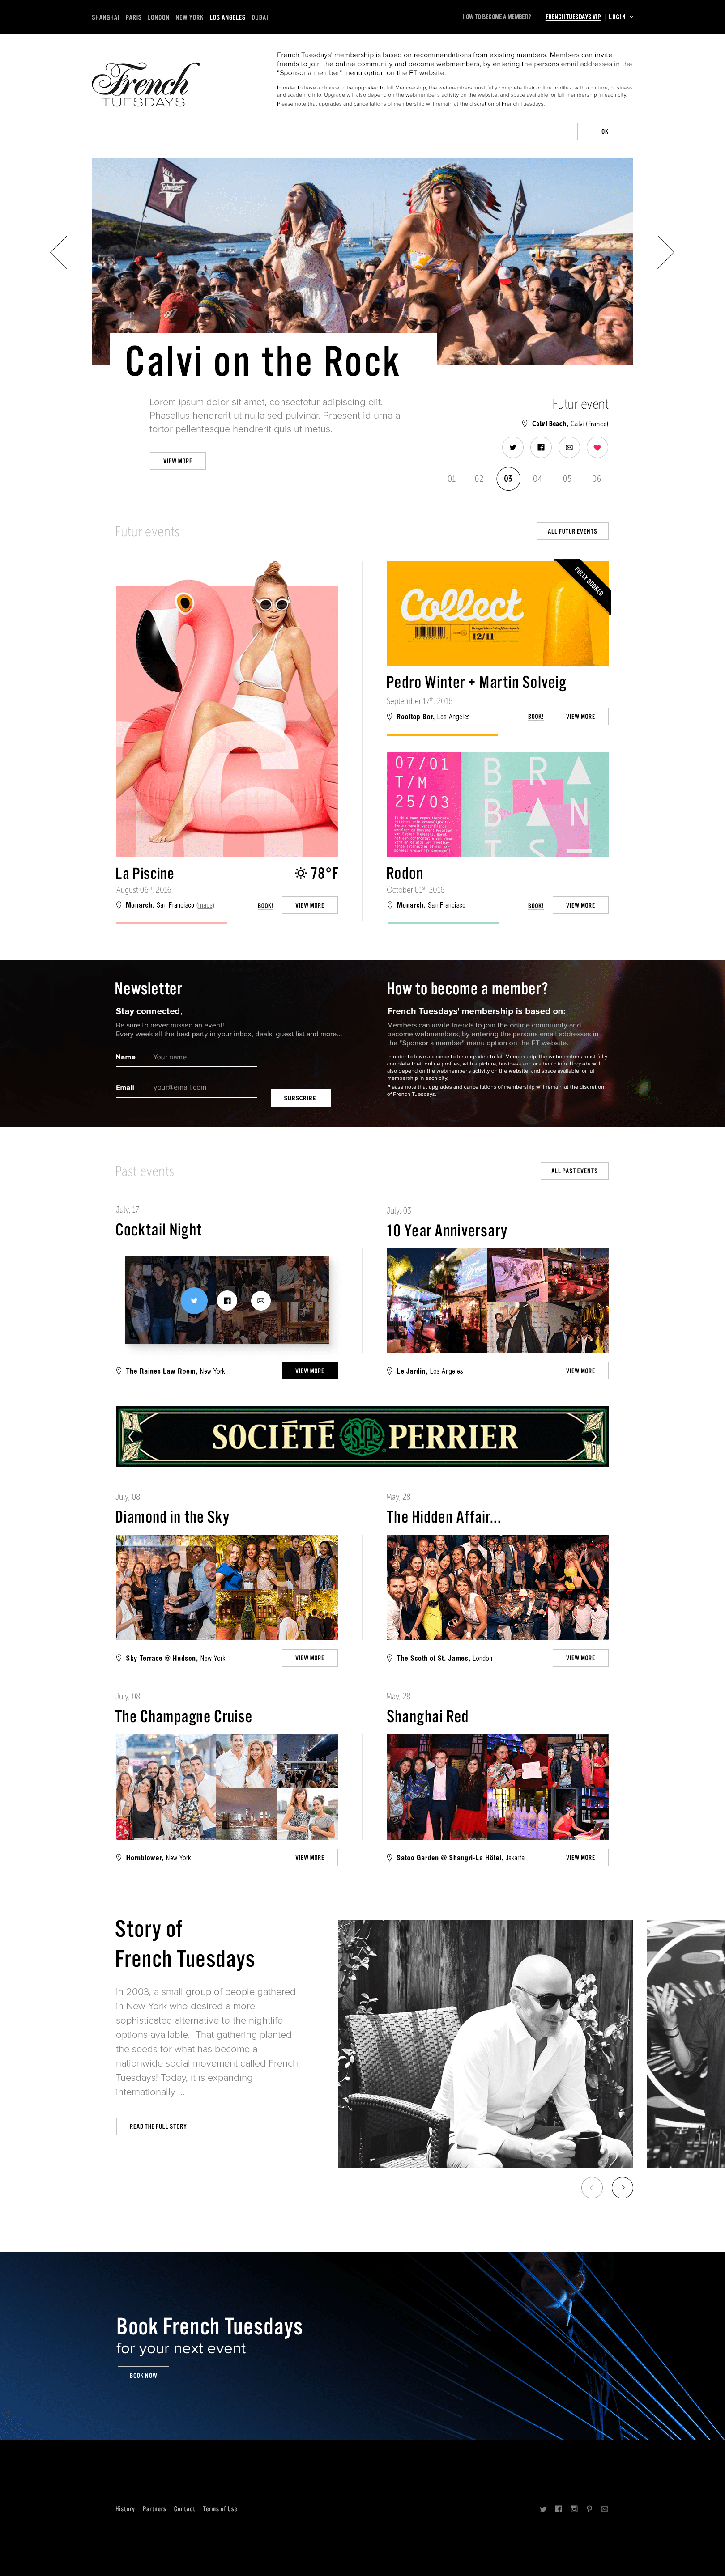 SHANGHAI PARIS LONDON NEW YORK LOS ANGELES DUBAI
HOW TO BECOME A MEMBER? • FRENCH TUESDAYS VIP | LOGIN
French
TUESDAYS
French Tuesdays' membership is based on recommendations from existing members. Members can invite
friends to join the online community and become webmembers, by entering the persons email addresses in the
"Sponsor a member" menu option on the FT website.
In order to have a chance to be upgraded to full Membership, the webmembers must fully complete their online profiles, with a picture, business
and academic info. Upgrade will also depend on the webmember's activity on the website, and space available for full membership in each city.
Please note that upgrades and cancellations of membership will remain at the discretion of French Tuesdays.
OK
Calvi on the Rock
Lorem ipsum dolor sit amet, consectetur adipiscing elit.
Phasellus hendrerit ut nulla sed pulvinar. Praesent id urna a
tortor pellentesque hendrerit quis ut metus.
VIEW MORE
Futur event
Calvi Beach, Calvi (France)
01 02 03 04 05 06
Futur events
ALL FUTUR EVENTS
La Piscine
78°F
August 06th, 2016
Monarch, San Francisco (maps)
BOOK!
VIEW MORE
FULLY BOOKED
Collect
12/11
Pedro Winter + Martin Solveig
September 17th, 2016
Rooftop Bar, Los Angeles
BOOK!
VIEW MORE
07/01
T/M
25/03
BRA
BAN
TS—
Rodon
October 01st, 2016
Monarch, San Francisco
BOOK!
VIEW MORE
Newsletter
Stay connected,
Be sure to never missed an event!
Every week all the best party in your inbox, deals, guest list and more...
Name Your name
Email your@email.com
SUBSCRIBE
How to become a member?
French Tuesdays' membership is based on:
Members can invite friends to join the online community and
become webmembers, by entering the persons email addresses in
the "Sponsor a member" menu option on the FT website.
In order to have a chance to be upgraded to full Membership, the webmembers must fully
complete their online profiles, with a picture, business and academic info. Upgrade will
also depend on the webmember's activity on the website, and space available for full
membership in each city.
Please note that upgrades and cancellations of membership will remain at the discretion
of French Tuesdays.
Past events
ALL PAST EVENTS
July, 17
Cocktail Night
The Raines Law Room, New York
VIEW MORE
July, 03
10 Year Anniversary
Le Jardin, Los Angeles
VIEW MORE
SOCIÉTÉ PERRIER
July, 08
Diamond in the Sky
Sky Terrace @ Hudson, New York
VIEW MORE
May, 28
The Hidden Affair...
The Scoth of St. James, London
VIEW MORE
July, 08
The Champagne Cruise
Hornblower, New York
VIEW MORE
May, 28
Shanghai Red
Satoo Garden @ Shangri-La Hôtel, Jakarta
VIEW MORE
Story of
French Tuesdays
In 2003, a small group of people gathered
in New York who desired a more
sophisticated alternative to the nightlife
options available. That gathering planted
the seeds for what has become a
nationwide social movement called French
Tuesdays! Today, it is expanding
internationally ...
READ THE FULL STORY
Book French Tuesdays
for your next event
BOOK NOW
History Partners Contact Terms of Use